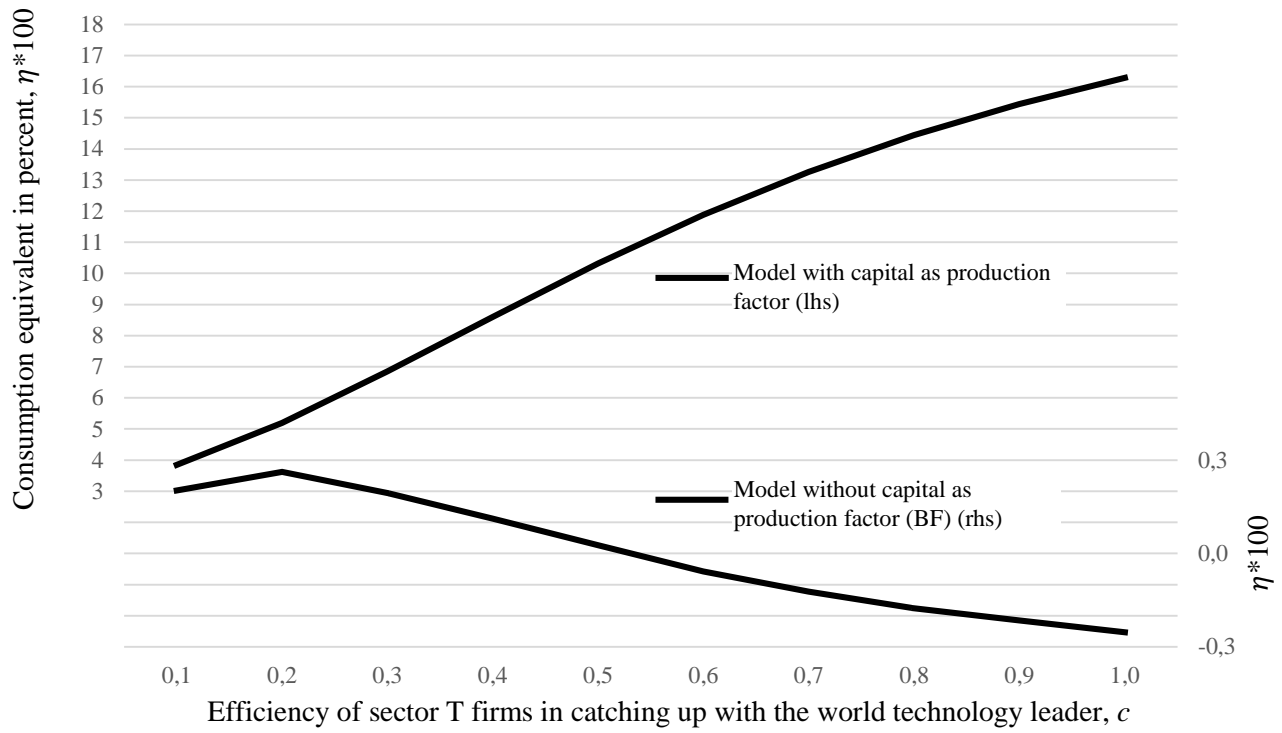 Consumption equivalent in percent, η*100
18
17
16
15
14
13
12
11
10
9
8
7
6
5
4
3
Model with capital as production
factor (lhs)
Model without capital as
production factor (BF) (rhs)
0,3
0,0
-0,3
η*100
0,1 0,2 0,3 0,4 0,5 0,6 0,7 0,8 0,9 1,0
Efficiency of sector T firms in catching up with the world technology leader, c